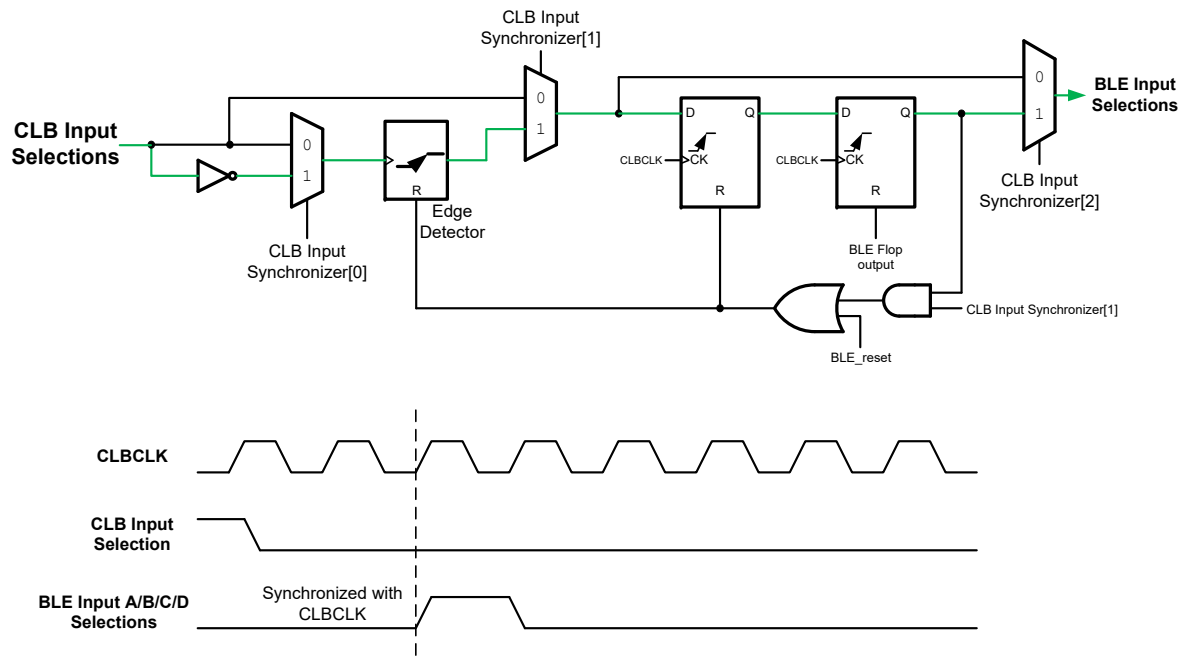 CLB Input
Synchronizer[1]
0
1
0
1
BLE Input
Selections
CLB Input
Selections
0
1
R
Edge
Detector
CLB Input
Synchronizer[0]
D
Q
CLBCLK
CK
R
D
Q
CLBCLK
CK
R
BLE Flop
output
CLB Input
Synchronizer[2]
CLB Input Synchronizer[1]
BLE_reset
CLBCLK
CLB Input
Selection
BLE Input A/B/C/D
Selections
Synchronized with
CLBCLK